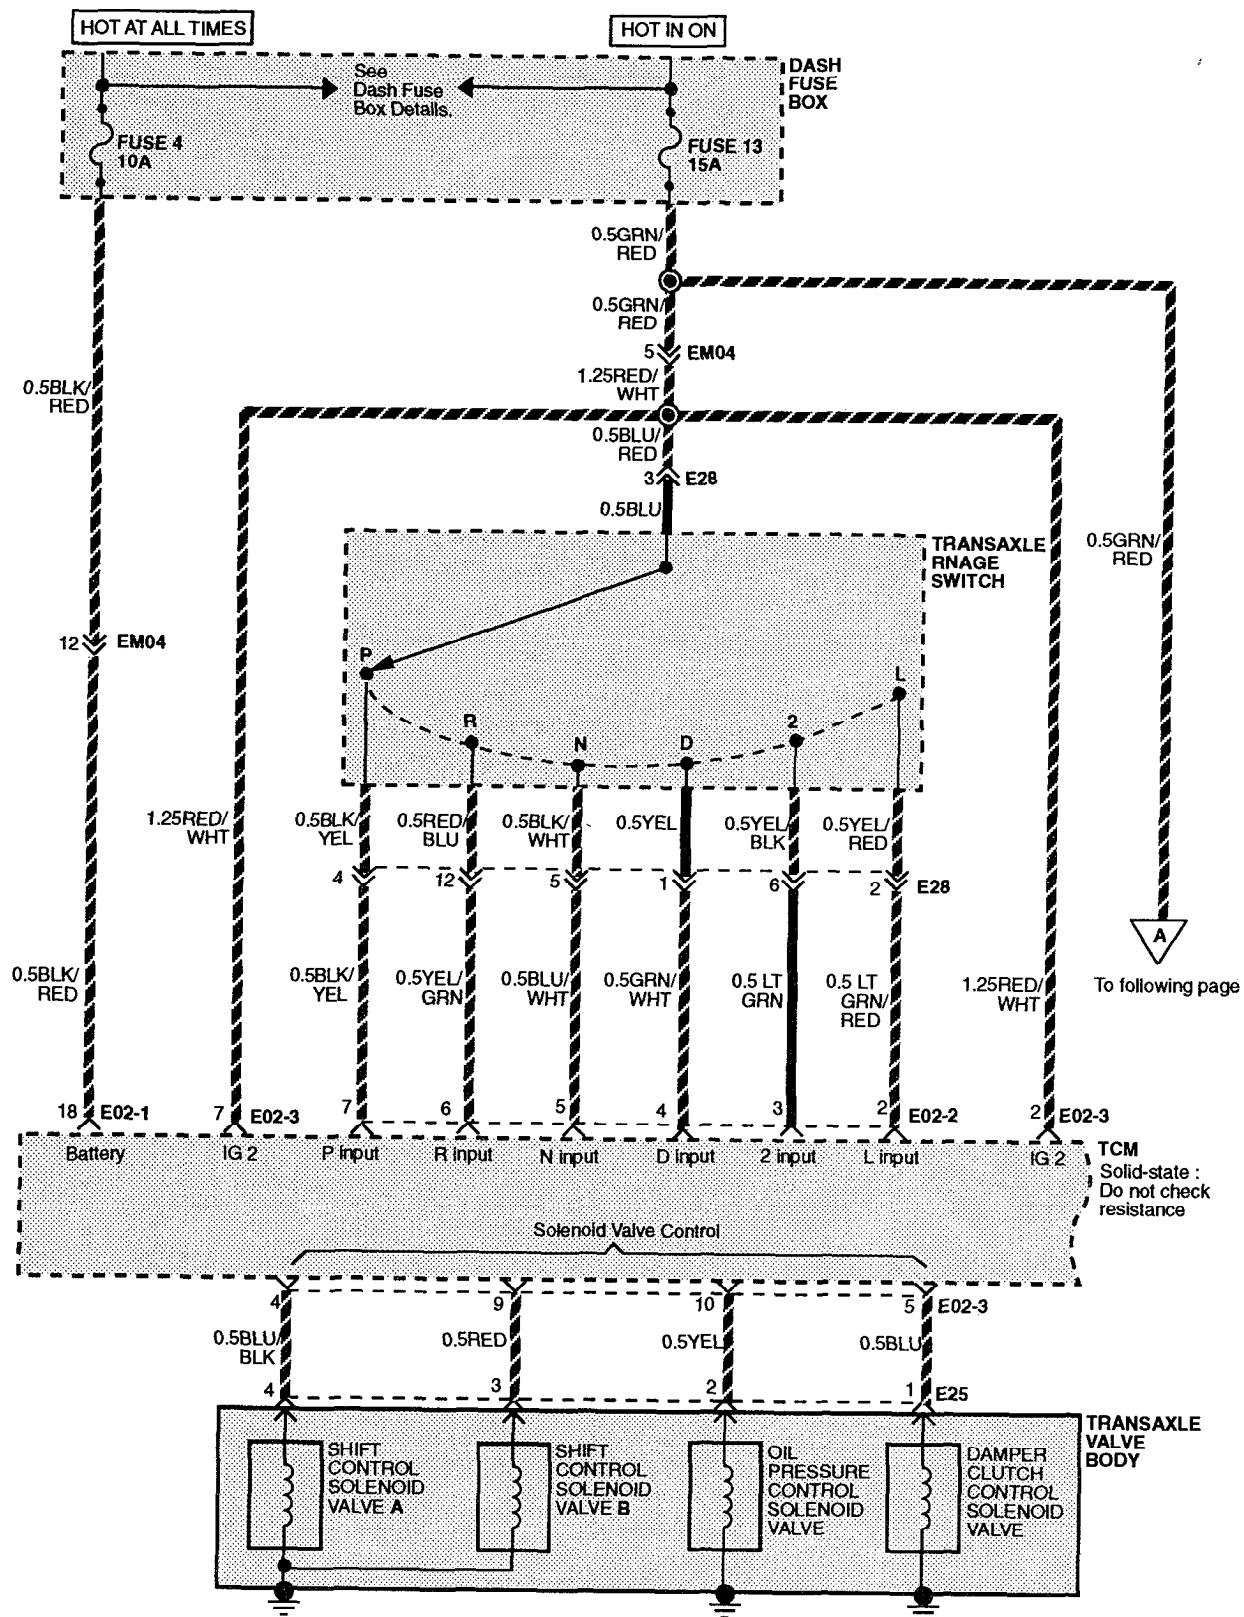 HOT AT ALL TIMES
HOT IN ON
See
Dash Fuse
Box Details.
DASH
FUSE
BOX
FUSE 4
10A
FUSE 13
15A
0.5GRN/
RED
0.5GRN/
RED
5
EM04
1.25RED/
WHT
0.5BLK/
RED
0.5BLU/
RED
3
E28
0.5BLU
TRANSAXLE
RNAGE
SWITCH
0.5GRN/
RED
12
EM04
P
R
N
D
2
L
1.25RED/
WHT
0.5BLK/
YEL
0.5RED/
BLU
0.5BLK/
WHT
0.5YEL
0.5YEL/
BLK
0.5YEL/
RED
4
12
5
1
6
2
E28
A
To following page
0.5BLK/
RED
0.5BLK/
YEL
0.5YEL/
GRN
0.5BLU/
WHT
0.5GRN/
WHT
0.5 LT
GRN
0.5 LT
GRN/
RED
1.25RED/
WHT
18
E02-1
7
E02-3
7
6
5
4
3
2
E02-2
2
E02-3
Battery
IG 2
P input
R input
N input
D input
2 input
L input
IG 2
TCM
Solid-state :
Do not check
resistance
Solenoid Valve Control
4
9
10
5
E02-3
0.5BLU/
BLK
0.5RED
0.5YEL
0.5BLU
4
3
2
1
E25
TRANSAXLE
VALVE
BODY
SHIFT
CONTROL
SOLENOID
VALVE A
SHIFT
CONTROL
SOLENOID
VALVE B
OIL
PRESSURE
CONTROL
SOLENOID
VALVE
DAMPER
CLUTCH
CONTROL
SOLENOID
VALVE